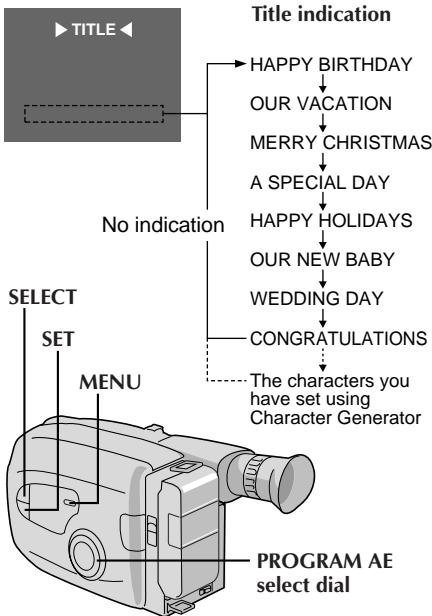 Title indication
▶ TITLE ◀
HAPPY BIRTHDAY
OUR VACATION
MERRY CHRISTMAS
A SPECIAL DAY
HAPPY HOLIDAYS
OUR NEW BABY
WEDDING DAY
CONGRATULATIONS
The characters you
have set using
Character Generator
No indication
SELECT
SET
MENU
PROGRAM AE
select dial